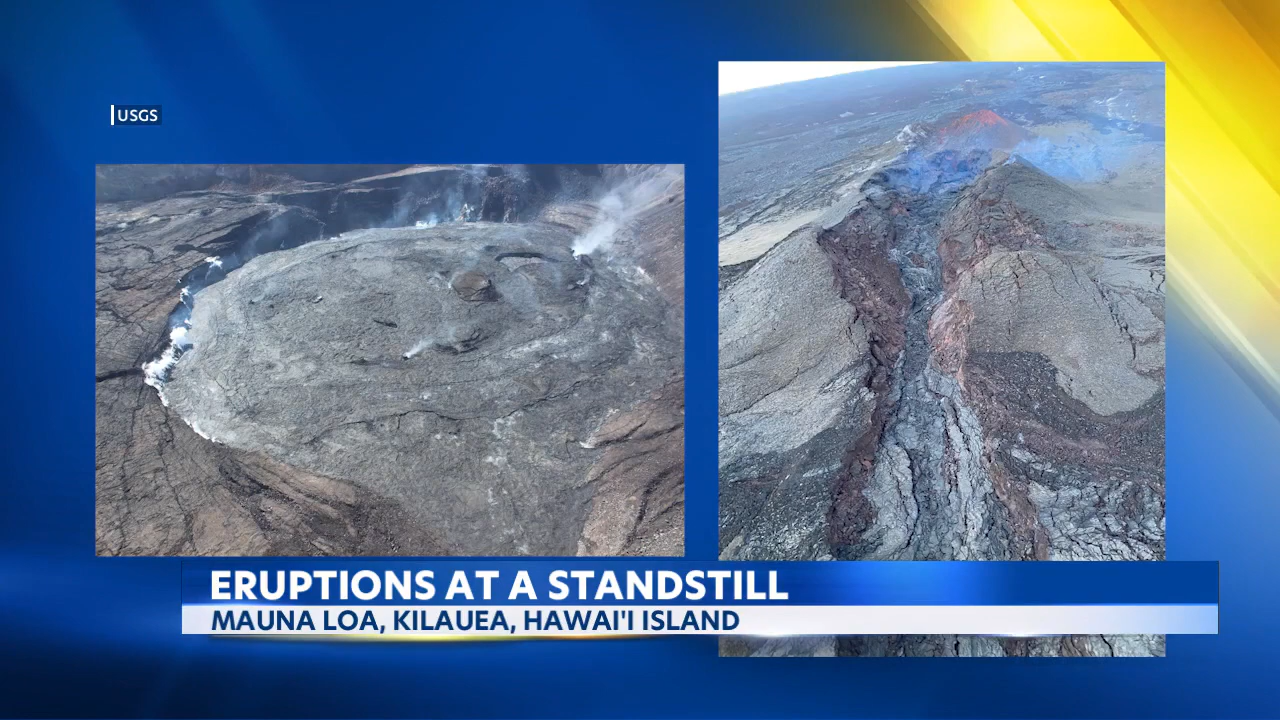 USGS
ERUPTIONS AT A STANDSTILL
MAUNA LOA, KILAUEA, HAWAI'I ISLAND